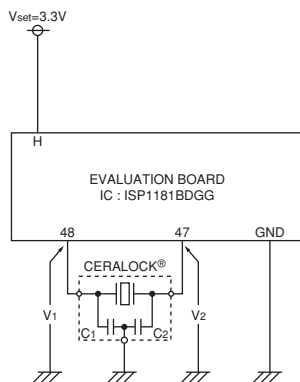 Vset=3.3V
H
EVALUATION BOARD
IC : ISP1181BDGG
48 47 GND
CERALOCK®
V1 C1 C2 V2